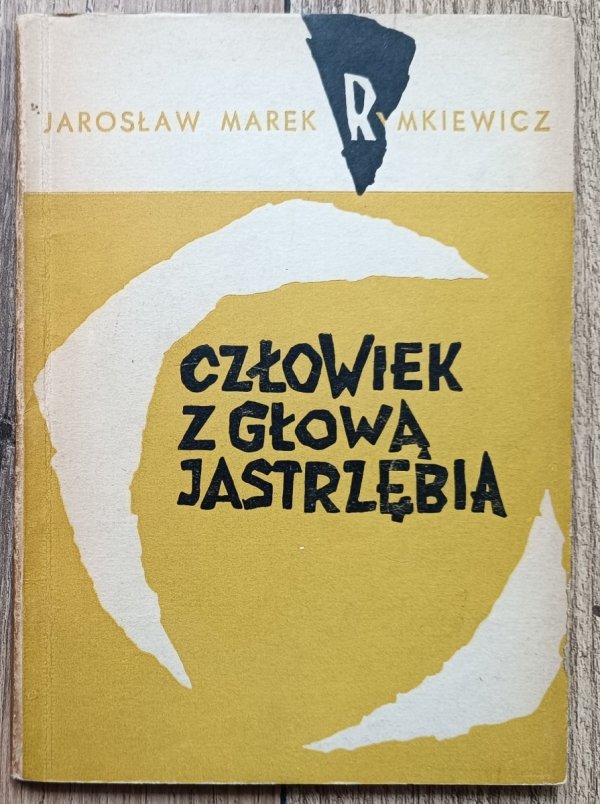 JAROSŁAW MAREK RYMKIEWICZ
CZŁOWIEK
Z GŁOWĄ
JASTRZĘBIA